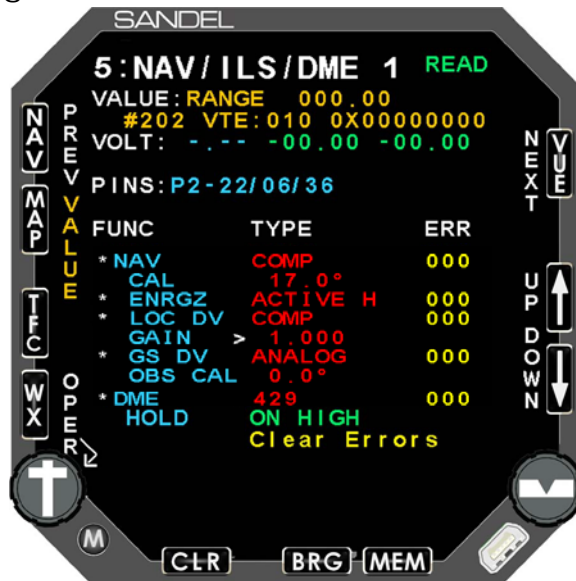 SANDEL
5:NAV/ILS/DME 1 READ
VALUE:RANGE 000.00
#202 VTE:010 0X00000000
VOLT: -.-- -00.00 -00.00
PINS:P2-22/06/36
FUNC TYPE ERR
*NAV COMP 000
CAL 17.0°
* ENRGZ ACTIVE H 000
* LOC DV COMP 000
GAIN > 1.000
* GS DV ANALOG 000
OBS CAL 0.0°
*DME 429 000
HOLD ON HIGH
Clear Errors
NAV
MAP
TFC
WX
PREV VALUE
OPER
NEXT
VUE
UP DOWN
M
CLR BRG MEM